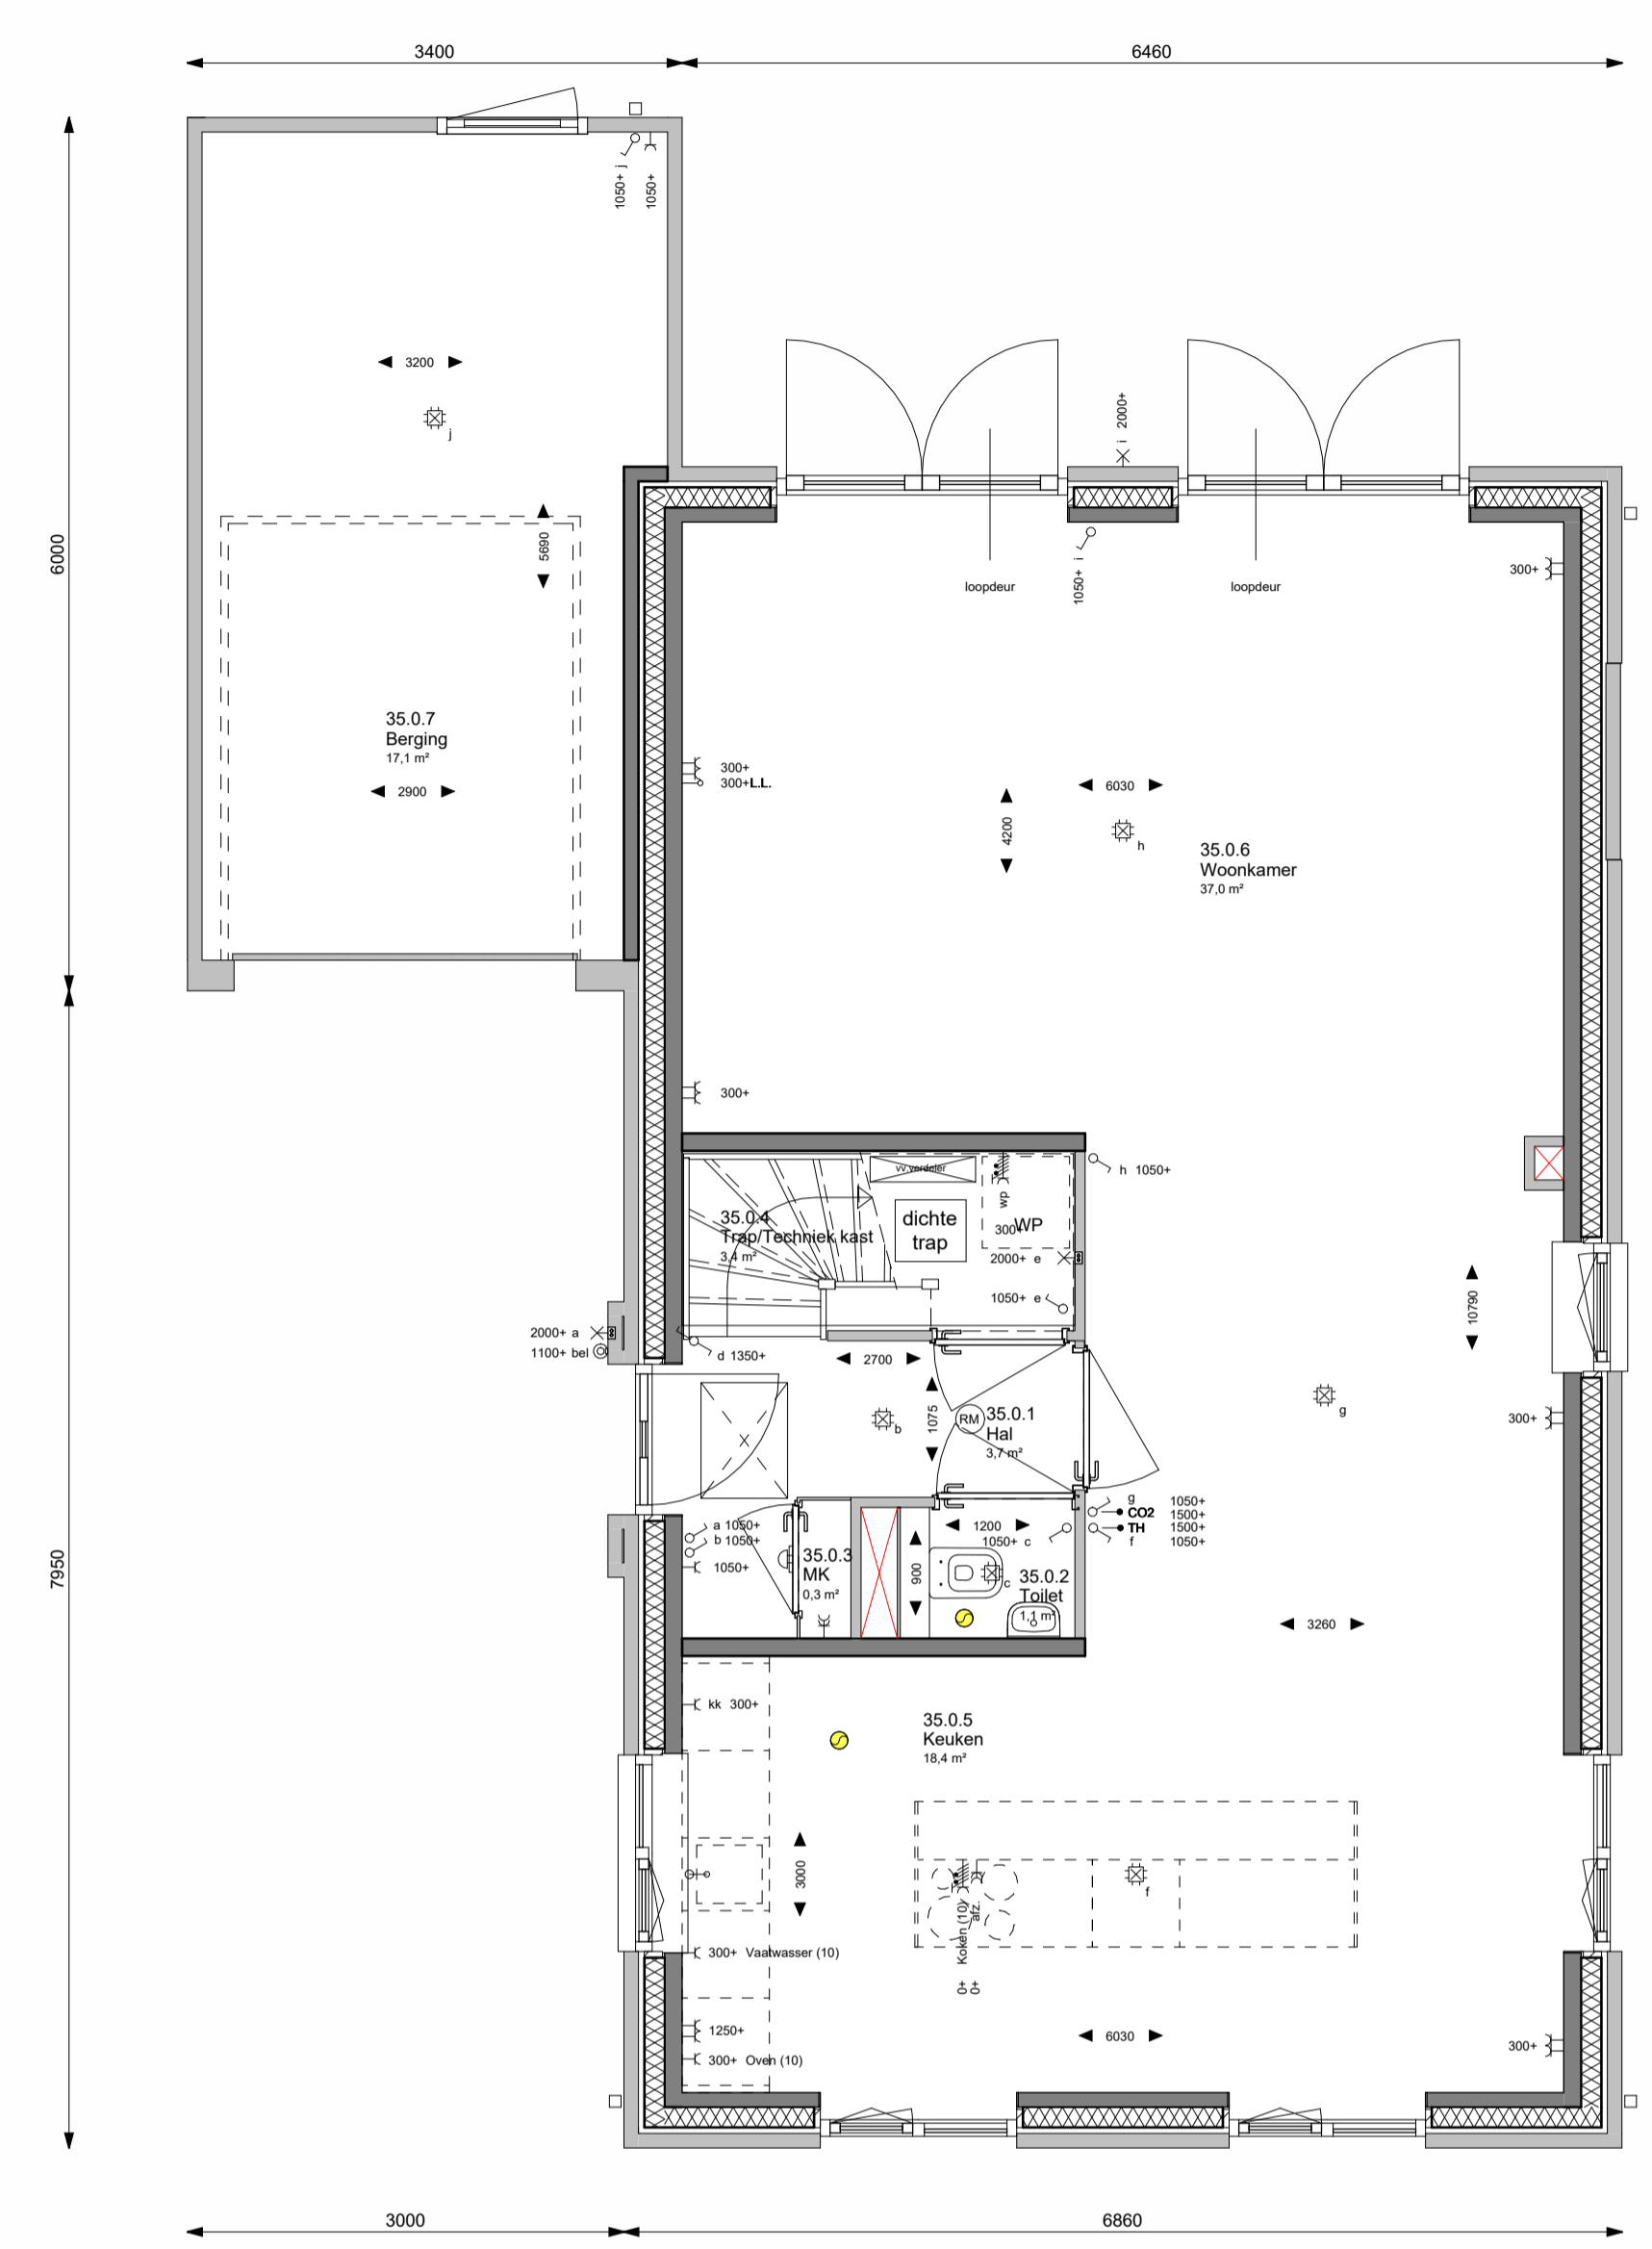 3400
6460
1050+ j
1050+
3200
j
i 2000+
6000
5690
loopdeur
1050+ i
loopdeur
300+
35.0.7
Berging
17,1 m²
2900
300+
300+L.L.
6030
4200
h
35.0.6
Woonkamer
37,0 m²
300+
vv.verdeler
h 1050+
wp
dichte
trap
300+
WP
35.0.4
Trap/Techniek kast
3,4 m²
2000+ e
1050+ e
10790
2000+ a
1100+ bel
d 1350+
2700
1075
b
RM
35.0.1
Hal
3,7 m²
g
300+
g 1050+
CO2 1500+
TH 1500+
f 1050+
a 1050+
b 1050+
1050+
1200
1050+ c
900
35.0.3
MK
0,3 m²
c
35.0.2
Toilet
1,1 m²
7950
3260
kk 300+
35.0.5
Keuken
18,4 m²
3000
f
0+ Koken (10)
0+ afz.
300+ Vaatwasser (10)
1250+
300+ Oven (10)
6030
300+
3000
6860